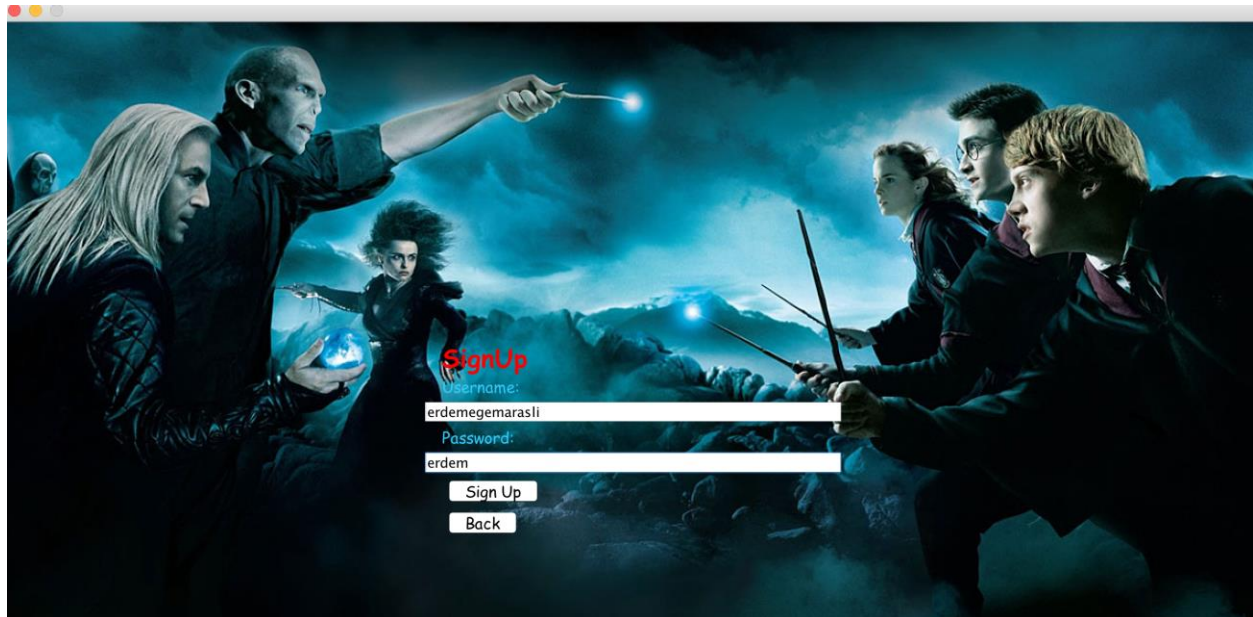 SignUp
Username:
erdemegemarasli
Password:
erdem
Sign Up
Back